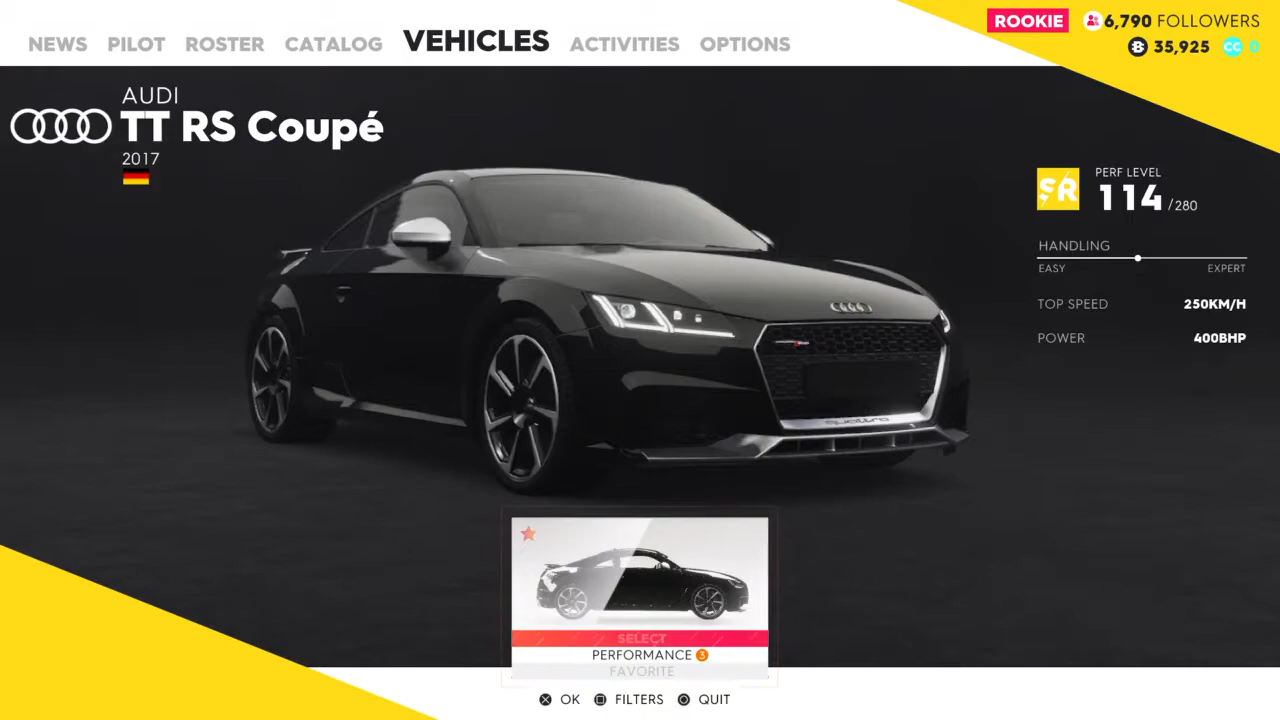 NEWS PILOT ROSTER CATALOG VEHICLES ACTIVITIES OPTIONS
ROOKIE 6,790 FOLLOWERS
35,925 CC 0
AUDI
TT RS Coupé
2017
SR
PERF LEVEL
114 /280
HANDLING
EASY EXPERT
TOP SPEED 250KM/H
POWER 400BHP
quattro
SELECT
PERFORMANCE 3
FAVORITE
OK FILTERS QUIT